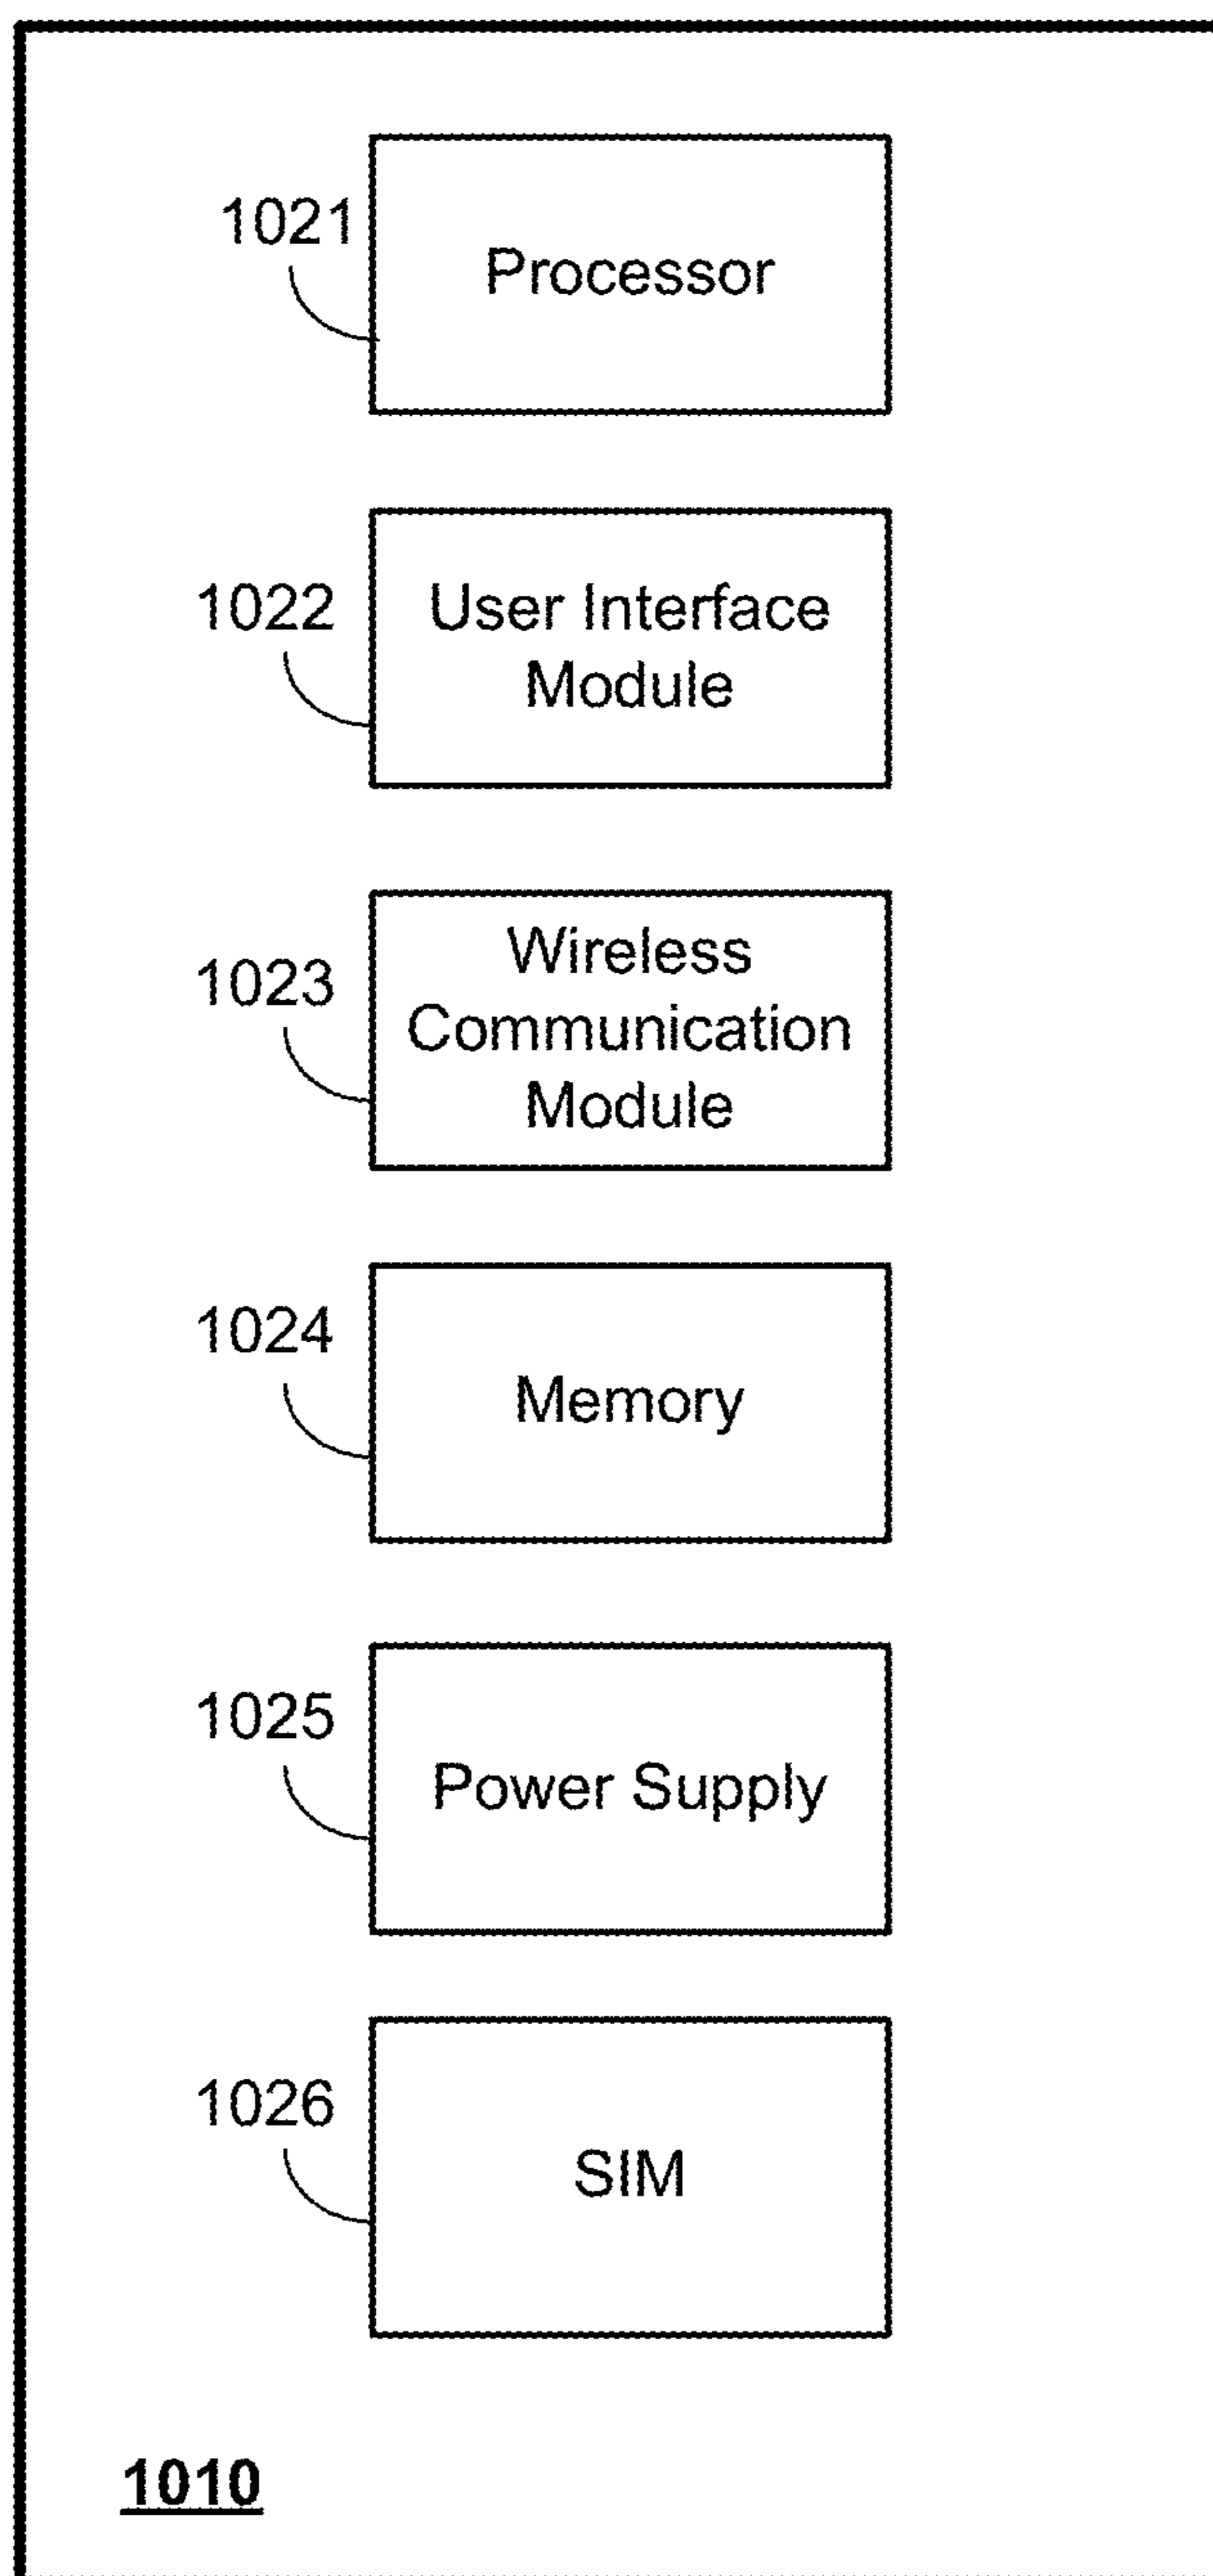 1021
Processor
1022
User Interface
Module
1023
Wireless
Communication
Module
1024
Memory
1025
Power Supply
1026
SIM
1010